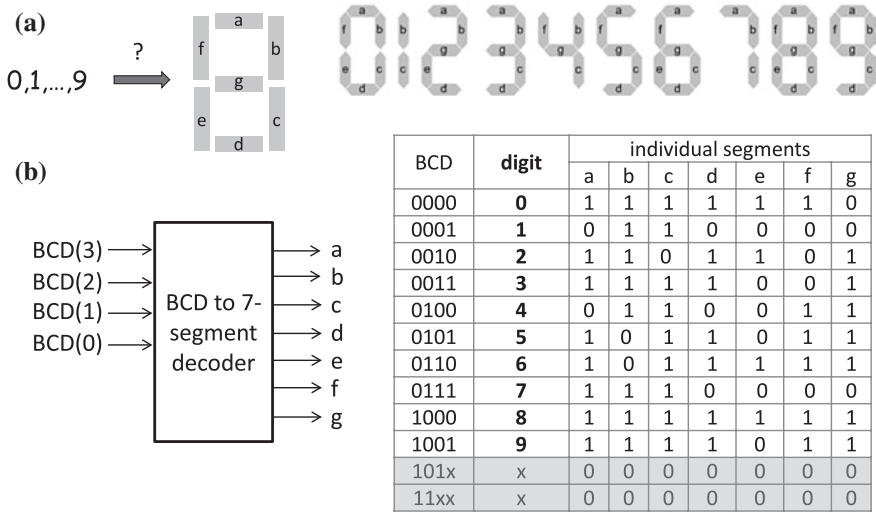 (a)
?
0,1,...,9
a
f b
g
e c
d
a a a a a a a a
f b b b b f b f f b f b f b
g g g g g g g
e c c e c c c e c c e c c
d d d d d d d
(b)
BCD(3)
BCD(2)
BCD(1)
BCD(0)
BCD to 7-
segment
decoder
a
b
c
d
e
f
g
BCD digit individual segments
a b c d e f g
0000 0 1 1 1 1 1 1 0
0001 1 0 1 1 0 0 0 0
0010 2 1 1 0 1 1 0 1
0011 3 1 1 1 1 0 0 1
0100 4 0 1 1 0 0 1 1
0101 5 1 0 1 1 0 1 1
0110 6 1 0 1 1 1 1 1
0111 7 1 1 1 0 0 0 0
1000 8 1 1 1 1 1 1 1
1001 9 1 1 1 1 0 1 1
101x x 0 0 0 0 0 0 0
11xx x 0 0 0 0 0 0 0